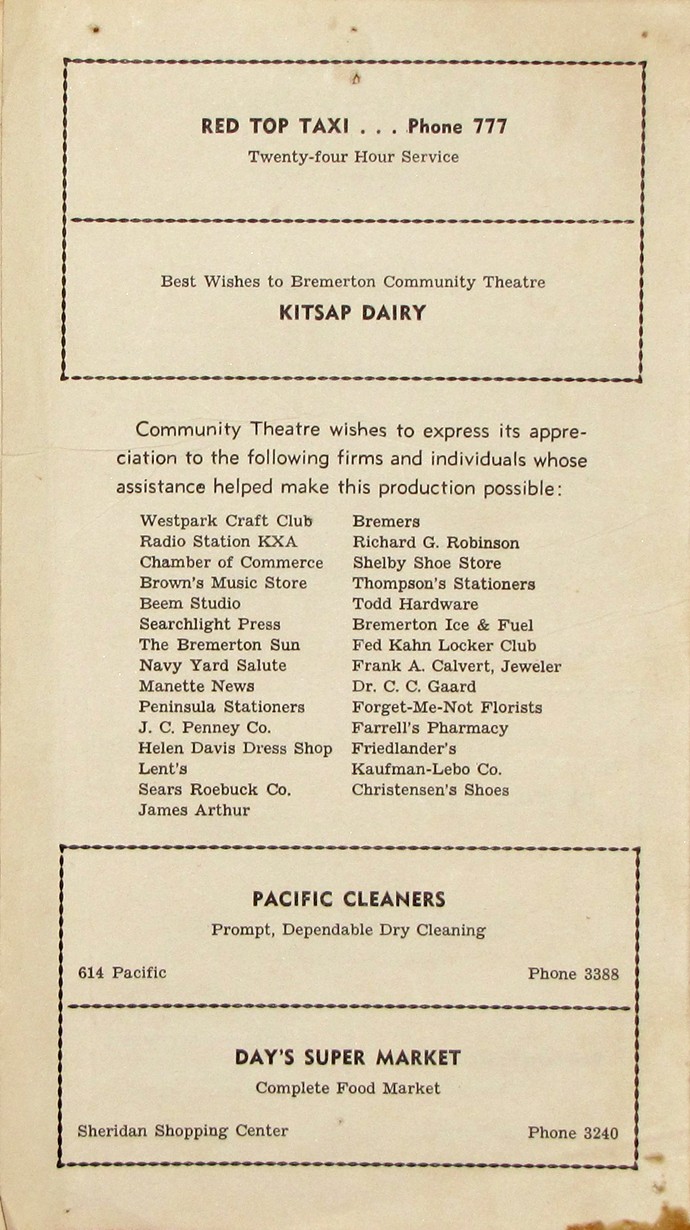 RED TOP TAXI . . . Phone 777
Twenty-four Hour Service
Best Wishes to Bremerton Community Theatre
KITSAP DAIRY
Community Theatre wishes to express its appre-
ciation to the following firms and individuals whose
assistance helped make this production possible:
Westpark Craft Club
Radio Station KXA
Chamber of Commerce
Brown's Music Store
Beem Studio
Searchlight Press
The Bremerton Sun
Navy Yard Salute
Manette News
Peninsula Stationers
J. C. Penney Co.
Helen Davis Dress Shop
Lent's
Sears Roebuck Co.
James Arthur
Bremers
Richard G. Robinson
Shelby Shoe Store
Thompson's Stationers
Todd Hardware
Bremerton Ice & Fuel
Fed Kahn Locker Club
Frank A. Calvert, Jeweler
Dr. C. C. Gaard
Forget-Me-Not Florists
Farrell's Pharmacy
Friedlander's
Kaufman-Lebo Co.
Christensen's Shoes
PACIFIC CLEANERS
Prompt, Dependable Dry Cleaning
614 Pacific Phone 3388
DAY'S SUPER MARKET
Complete Food Market
Sheridan Shopping Center Phone 3240